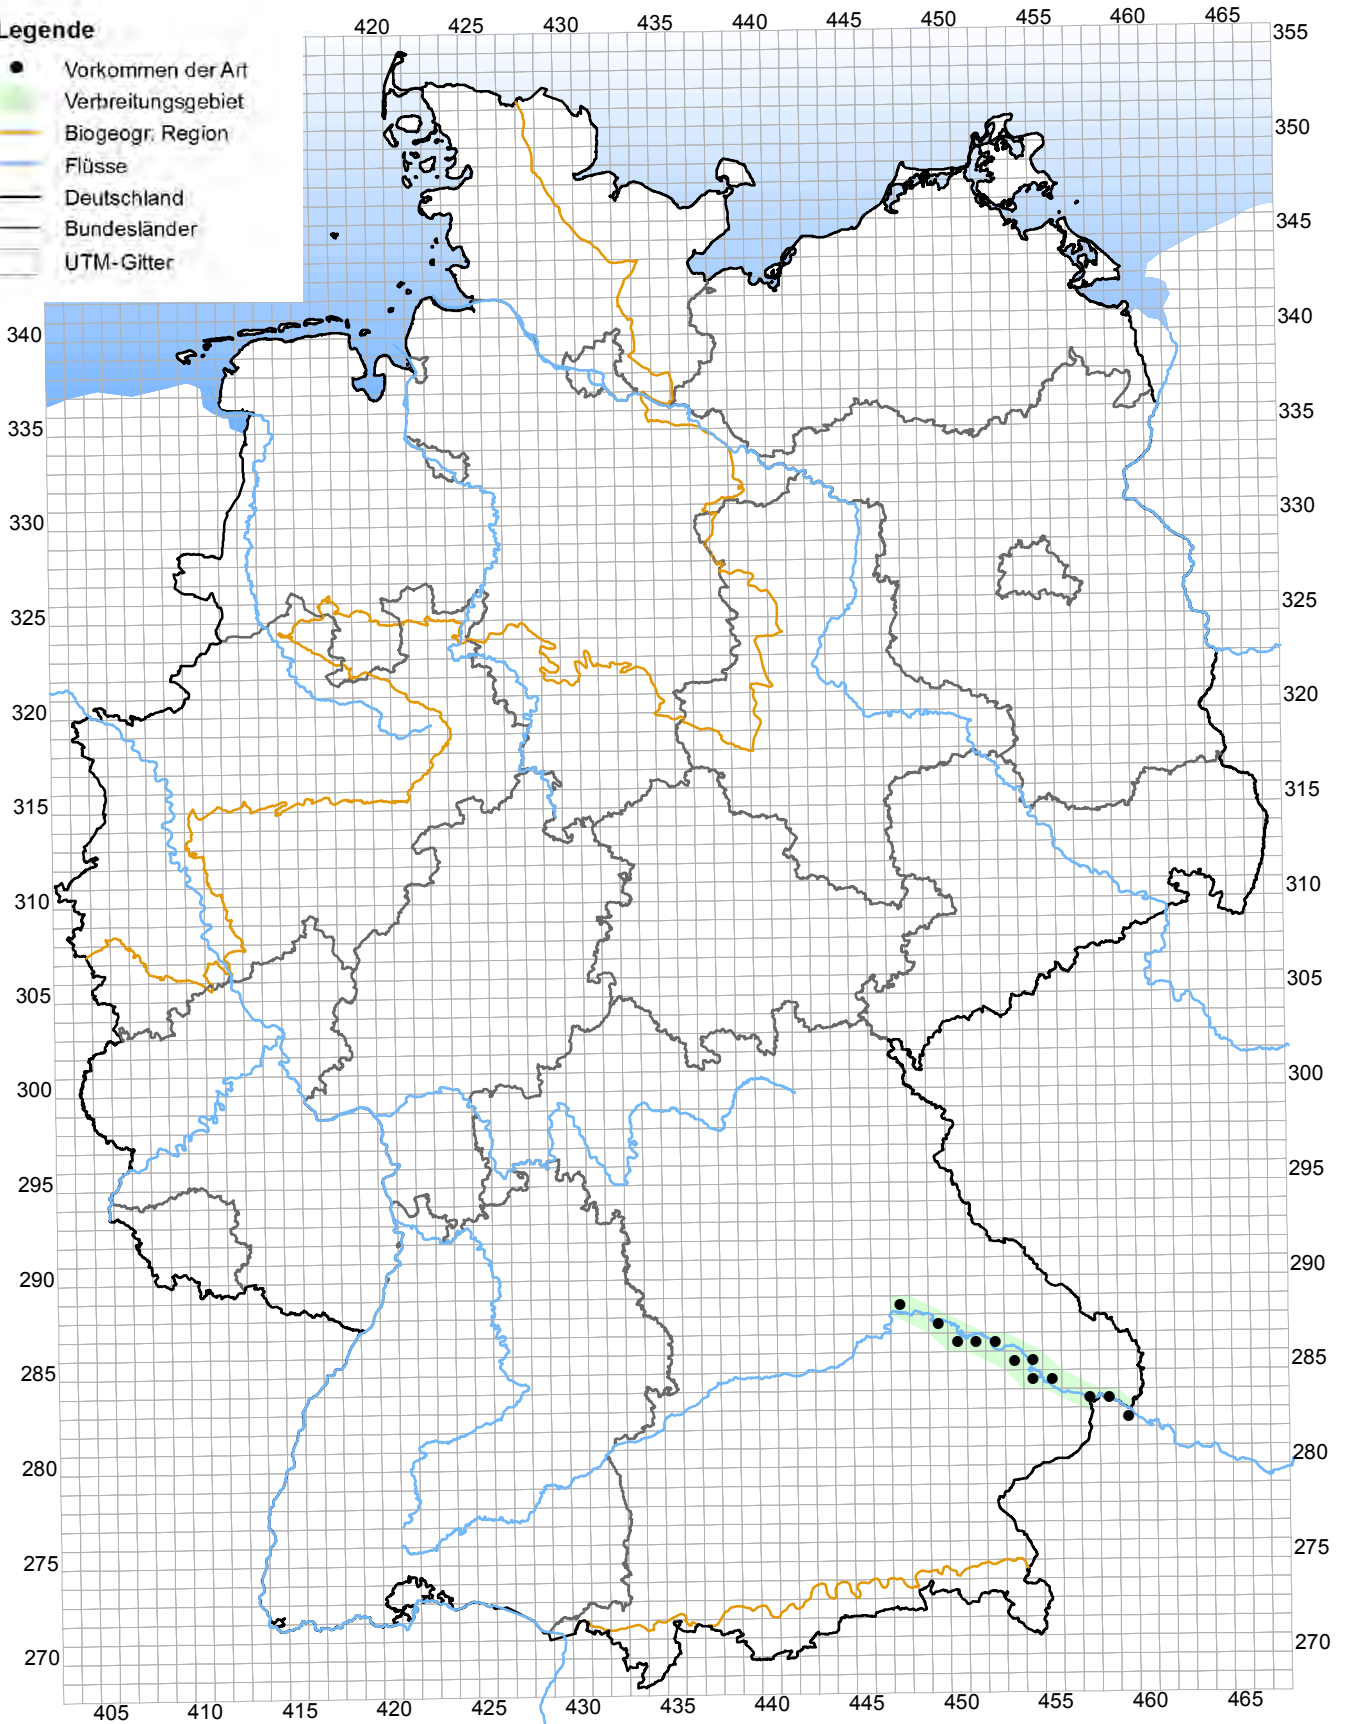 Legende
Vorkommen der Art
Verbreitungsgebiet
Biogeogr. Region
Flüsse
Deutschland
Bundesländer
UTM-Gitter
420 425 430 435 440 445 450 455 460 465
355
350
345
340 340
335 335
330 330
325 325
320 320
315 315
310 310
305 305
300 300
295 295
290 290
285 285
280 280
275 275
270 270
405 410 415 420 425 430 435 440 445 450 455 460 465